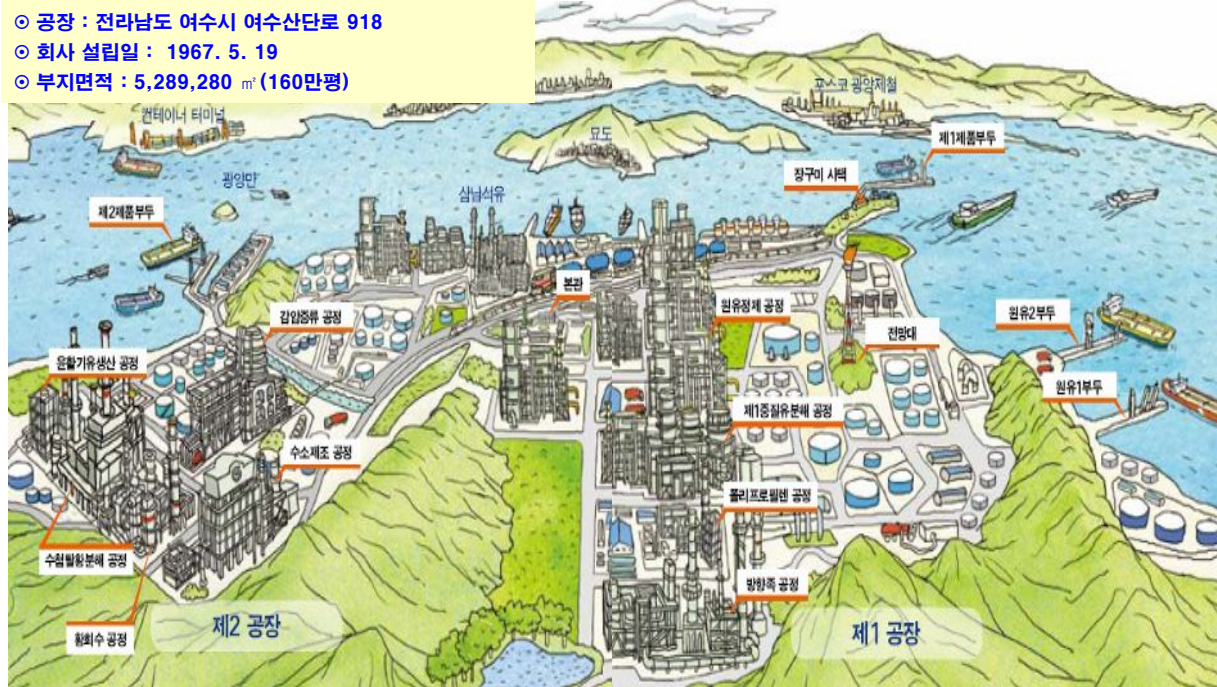 ⊙ 공장 : 전라남도 여수시 여수산단로 918
⊙ 회사 설립일 : 1967. 5. 19
⊙ 부지면적 : 5,289,280 ㎡ (160만평)
컨테이너 터미널
포스코 광양제철
묘도
제1제품부두
장구미 사택
광양만
삼남석유
제2제품부두
본관
원유정제 공정
원유2부두
감압증류 공정
전망대
윤활기유생산 공정
원유1부두
제1중질유분해 공정
수소제조 공정
폴리프로필렌 공정
수첨탈황분해 공정
방향족 공정
황회수 공정
제2 공장
제1 공장